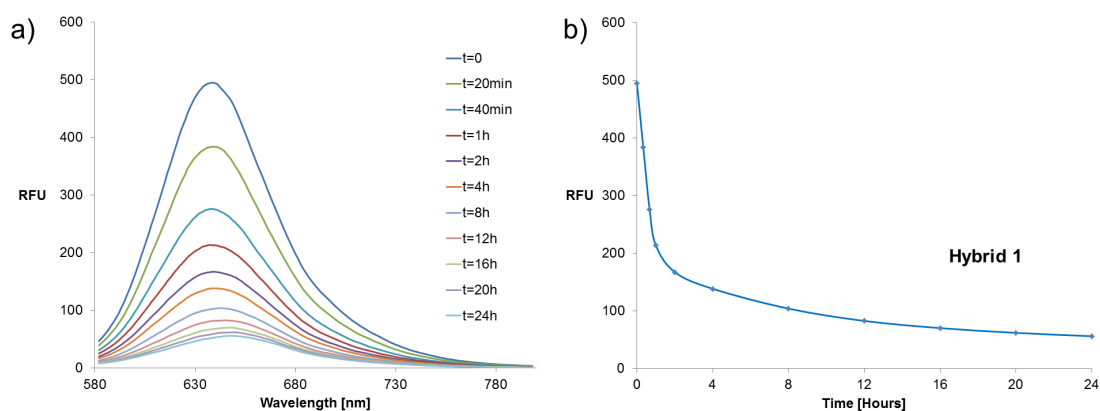 a)
600
500
400
300
200
100
0
RFU
580
630
680
730
780
Wavelength [nm]
t=0
t=20min
t=40min
t=1h
t=2h
t=4h
t=8h
t=12h
t=16h
t=20h
t=24h
b)
600
500
400
300
200
100
0
RFU
Hybrid 1
0
4
8
12
16
20
24
Time [Hours]